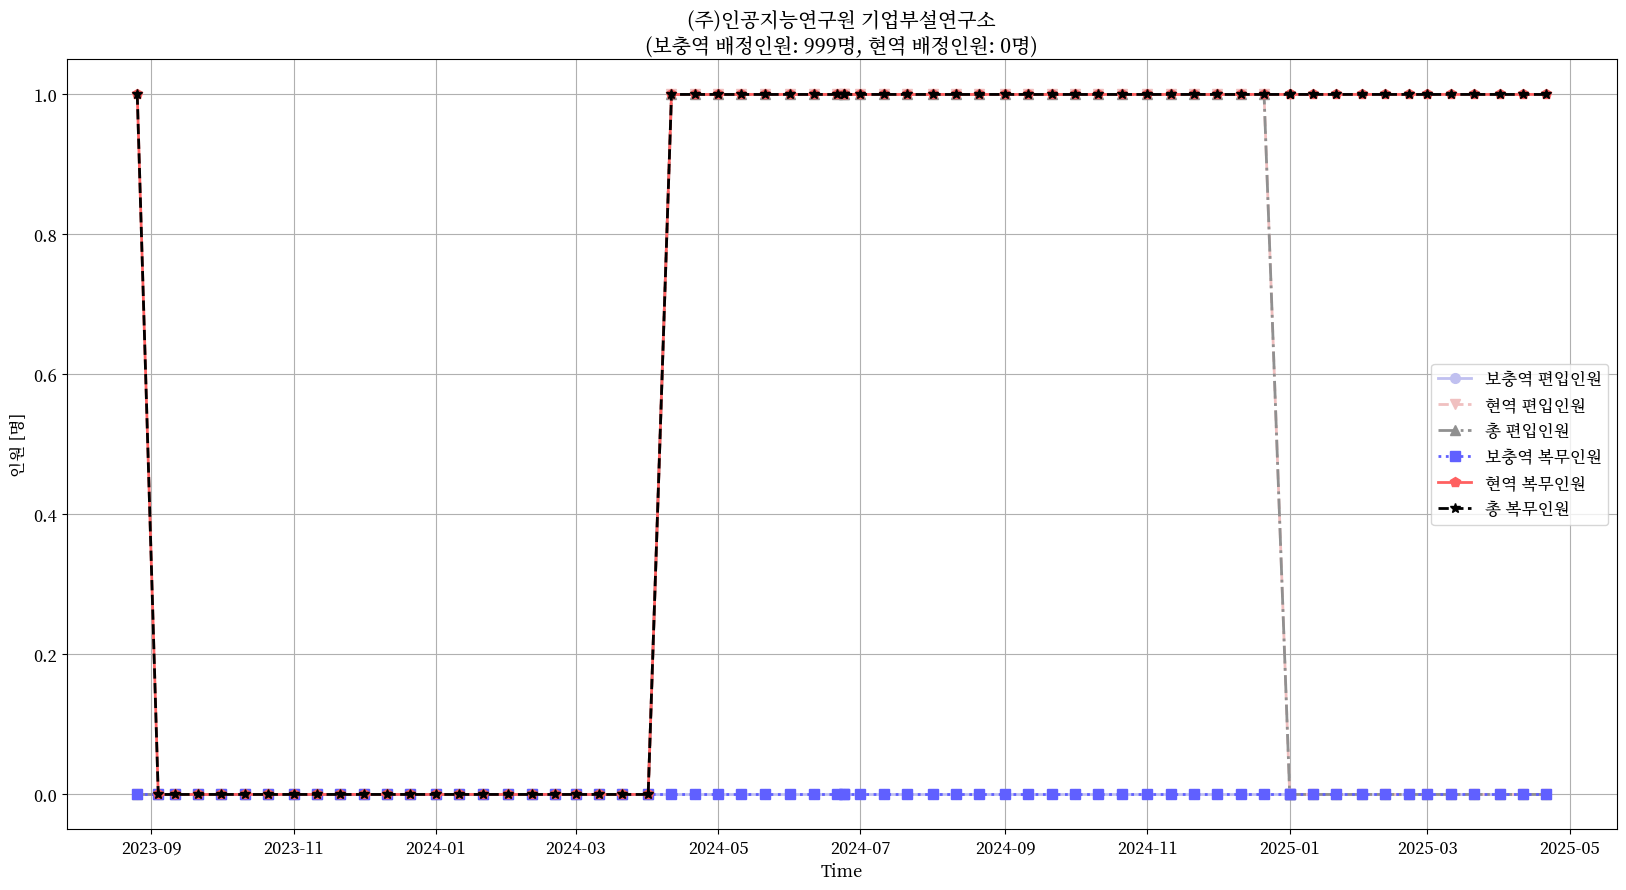 (주)인공지능연구원 기업부설연구소
(보충역 배정인원: 999명, 현역 배정인원: 0명)
인원 [명]
1.0
0.8
0.6
0.4
0.2
0.0
보충역 편입인원
현역 편입인원
총 편입인원
보충역 복무인원
현역 복무인원
총 복무인원
2023-09 2023-11 2024-01 2024-03 2024-05 2024-07 2024-09 2024-11 2025-01 2025-03 2025-05
Time